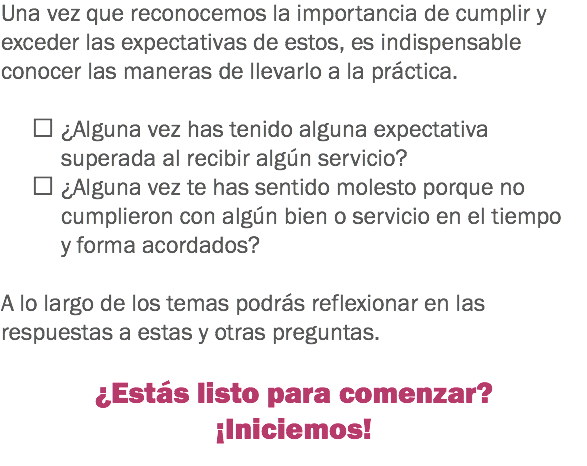 Una vez que reconocemos la importancia de cumplir y
exceder las expectativas de estos, es indispensable
conocer las maneras de llevarlo a la práctica.
☐ ¿Alguna vez has tenido alguna expectativa
superada al recibir algún servicio?
☐ ¿Alguna vez te has sentido molesto porque no
cumplieron con algún bien o servicio en el tiempo
y forma acordados?
A lo largo de los temas podrás reflexionar en las
respuestas a estas y otras preguntas.
¿Estás listo para comenzar?
¡Iniciemos!